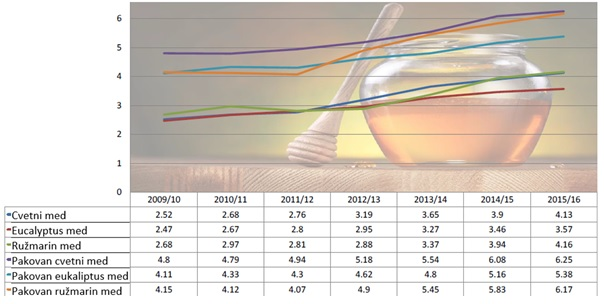 6
5
4
3
2
1
0
2009/10 2010/11 2011/12 2012/13 2013/14 2014/15 2015/16
Cvetni med 2.52 2.68 2.76 3.19 3.65 3.9 4.13
Eucalyptus med 2.47 2.67 2.8 2.95 3.27 3.46 3.57
Ružmarin med 2.68 2.97 2.81 2.88 3.37 3.94 4.16
Pakovan cvetni med 4.8 4.79 4.94 5.18 5.54 6.08 6.25
Pakovan eukaliptus med 4.11 4.33 4.3 4.62 4.8 5.16 5.38
Pakovan ružmarin med 4.15 4.12 4.07 4.9 5.45 5.83 6.17